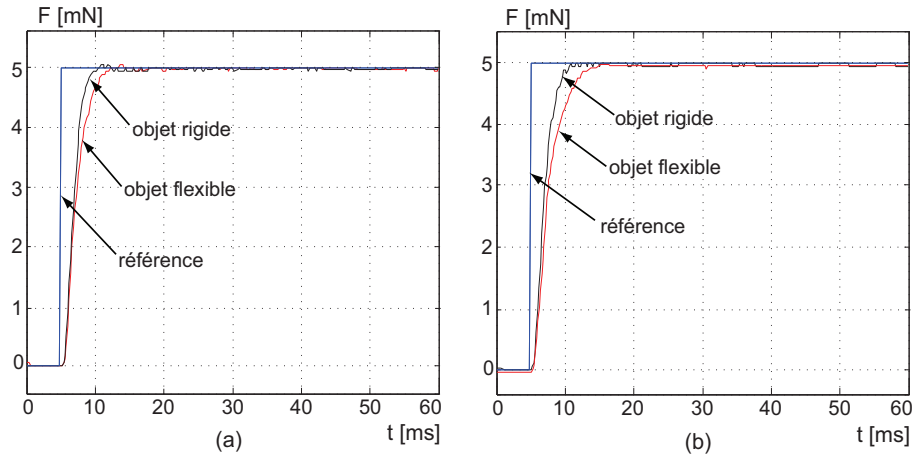 F [mN]
5
4
3
2
1
0
objet rigide
objet flexible
référence
0 10 20 30 40 50 60
t [ms]
(a)
F [mN]
5
4
3
2
1
0
objet rigide
objet flexible
référence
0 10 20 30 40 50 60
t [ms]
(b)